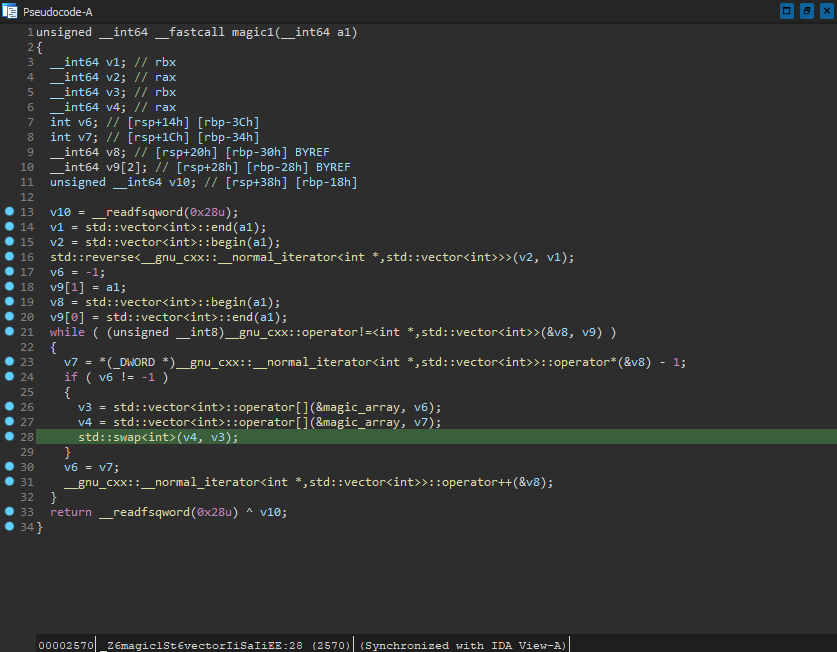 Pseudocode-A
1 unsigned __int64 __fastcall magic1(__int64 a1)
2 {
3 __int64 v1; // rbx
4 __int64 v2; // rax
5 __int64 v3; // rbx
6 __int64 v4; // rax
7 int v6; // [rsp+14h] [rbp-3Ch]
8 int v7; // [rsp+1Ch] [rbp-34h]
9 __int64 v8; // [rsp+20h] [rbp-30h] BYREF
10 __int64 v9[2]; // [rsp+28h] [rbp-28h] BYREF
11 unsigned __int64 v10; // [rsp+38h] [rbp-18h]
12
13 v10 = __readfsqword(0x28u);
14 v1 = std::vector<int>::end(a1);
15 v2 = std::vector<int>::begin(a1);
16 std::reverse<__gnu_cxx::__normal_iterator<int *,std::vector<int>>>(v2, v1);
17 v6 = -1;
18 v9[1] = a1;
19 v8 = std::vector<int>::begin(a1);
20 v9[0] = std::vector<int>::end(a1);
21 while ( (unsigned __int8)__gnu_cxx::operator!=<int *,std::vector<int>>(&v8, v9) )
22 {
23 v7 = *(_DWORD *)__gnu_cxx::__normal_iterator<int *,std::vector<int>>::operator*(&v8) - 1;
24 if ( v6 != -1 )
25 {
26 v3 = std::vector<int>::operator[](&magic_array, v6);
27 v4 = std::vector<int>::operator[](&magic_array, v7);
28 std::swap<int>(v4, v3);
29 }
30 v6 = v7;
31 __gnu_cxx::__normal_iterator<int *,std::vector<int>>::operator++(&v8);
32 }
33 return __readfsqword(0x28u) ^ v10;
34 }
00002570 _Z6magic1St6vectorIiSaIiEE:28 (2570) (Synchronized with IDA View-A)